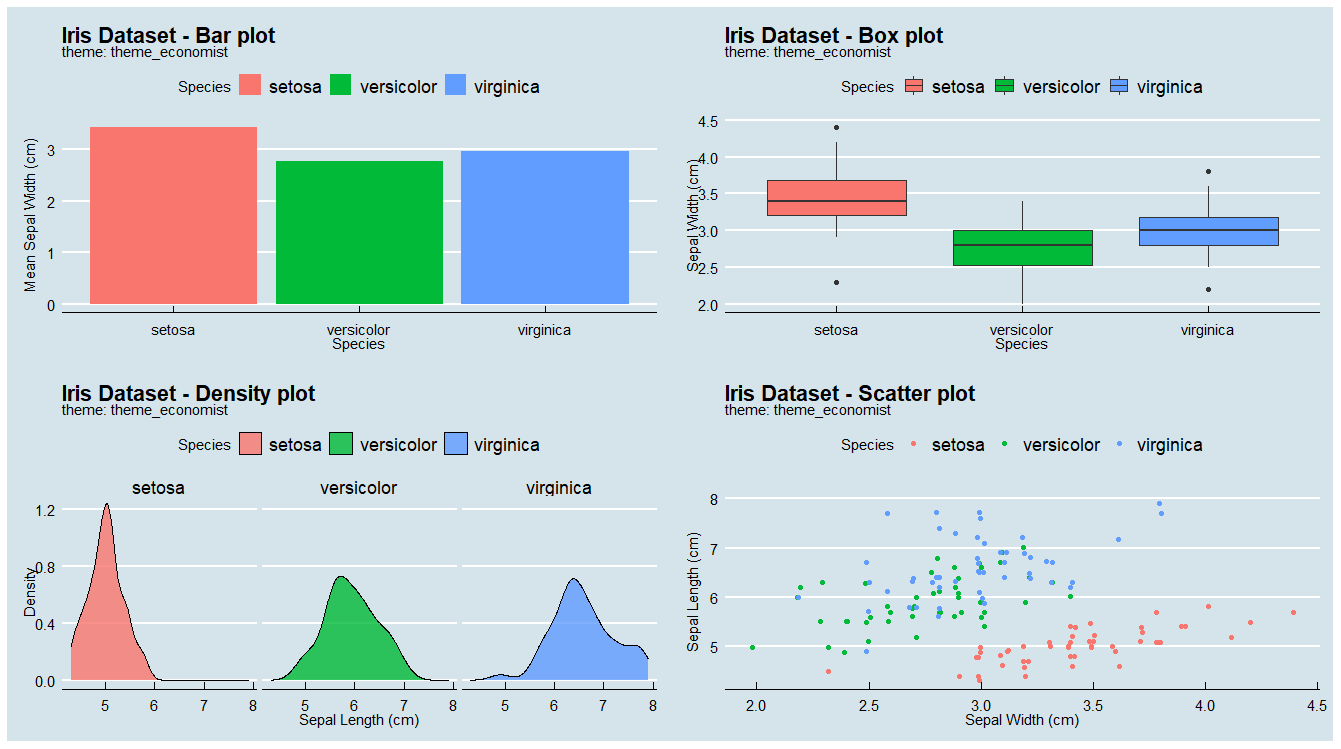 Iris Dataset - Bar plot
theme: theme_economist
Species setosa versicolor virginica
Mean Sepal Width (cm)
3
2
1
0
setosa versicolor virginica
Species
Iris Dataset - Box plot
theme: theme_economist
Species setosa versicolor virginica
Sepal Width (cm)
4.5
4.0
3.5
3.0
2.5
2.0
setosa versicolor virginica
Species
Iris Dataset - Density plot
theme: theme_economist
Species setosa versicolor virginica
setosa versicolor virginica
Density
1.2
0.8
0.4
0.0
5 6 7 8 5 6 7 8 5 6 7 8
Sepal Length (cm)
Iris Dataset - Scatter plot
theme: theme_economist
Species setosa versicolor virginica
Sepal Length (cm)
8
7
6
5
2.0 2.5 3.0 3.5 4.0 4.5
Sepal Width (cm)